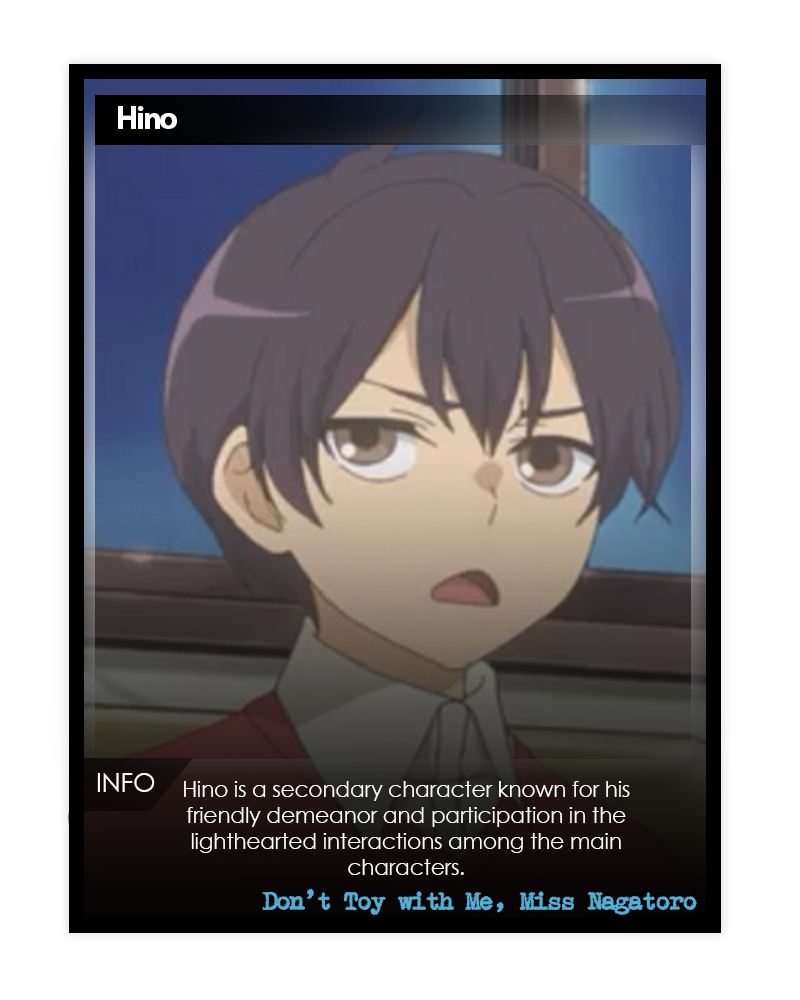 Hino
INFO
Hino is a secondary character known for his
friendly demeanor and participation in the
lighthearted interactions among the main
characters.
Don't Toy with Me, Miss Nagatoro